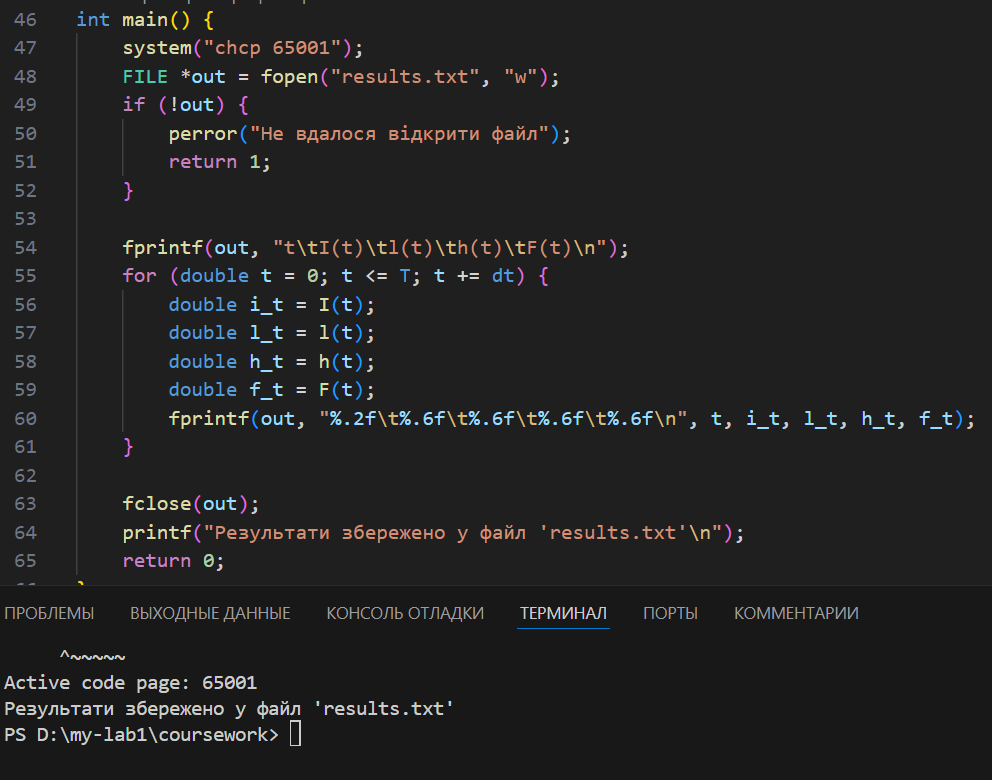 46 int main() {
47 system("chcp 65001");
48 FILE *out = fopen("results.txt", "w");
49 if (!out) {
50 perror("Не вдалося відкрити файл");
51 return 1;
52 }
53
54 fprintf(out, "t\tI(t)\tl(t)\th(t)\tF(t)\n");
55 for (double t = 0; t <= T; t += dt) {
56 double i_t = I(t);
57 double l_t = l(t);
58 double h_t = h(t);
59 double f_t = F(t);
60 fprintf(out, "%.2f\t%.6f\t%.6f\t%.6f\t%.6f\n", t, i_t, l_t, h_t, f_t);
61 }
62
63 fclose(out);
64 printf("Результати збережено у файл 'results.txt'\n");
65 return 0;
ПРОБЛЕМЫ ВЫХОДНЫЕ ДАННЫЕ КОНСОЛЬ ОТЛАДКИ ТЕРМИНАЛ ПОРТЫ КОММЕНТАРИИ
^~~~~~
Active code page: 65001
Результати збережено у файл 'results.txt'
PS D:\my-lab1\coursework>